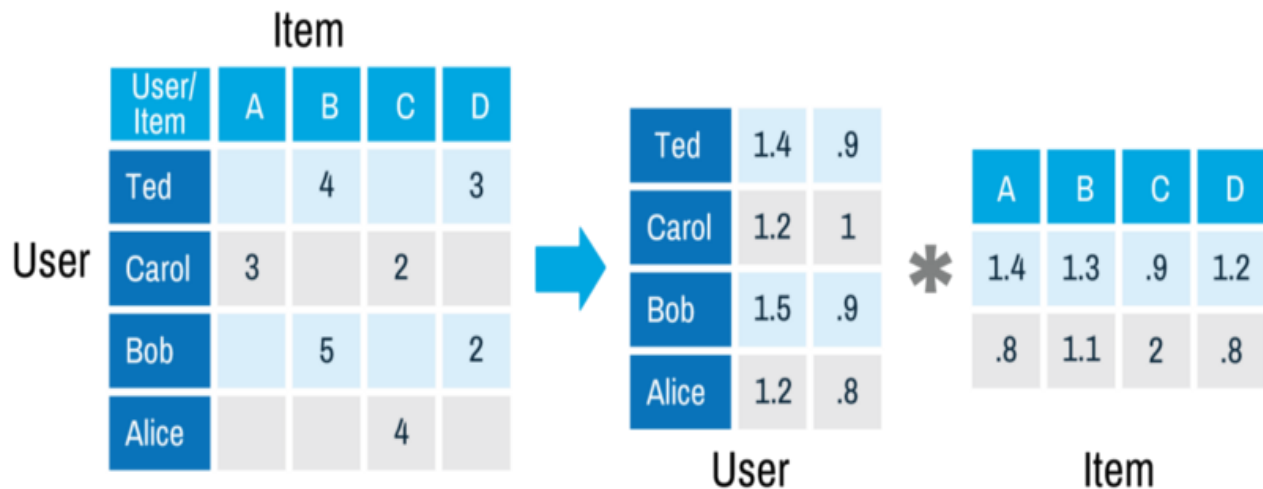 Item
User/
Item A B C D
Ted 4 3
User
Carol 3 2
Bob 5 2
Alice 4
Ted 1.4 .9
Carol 1.2 1
Bob 1.5 .9
Alice 1.2 .8
User
*
A B C D
1.4 1.3 .9 1.2
.8 1.1 2 .8
Item